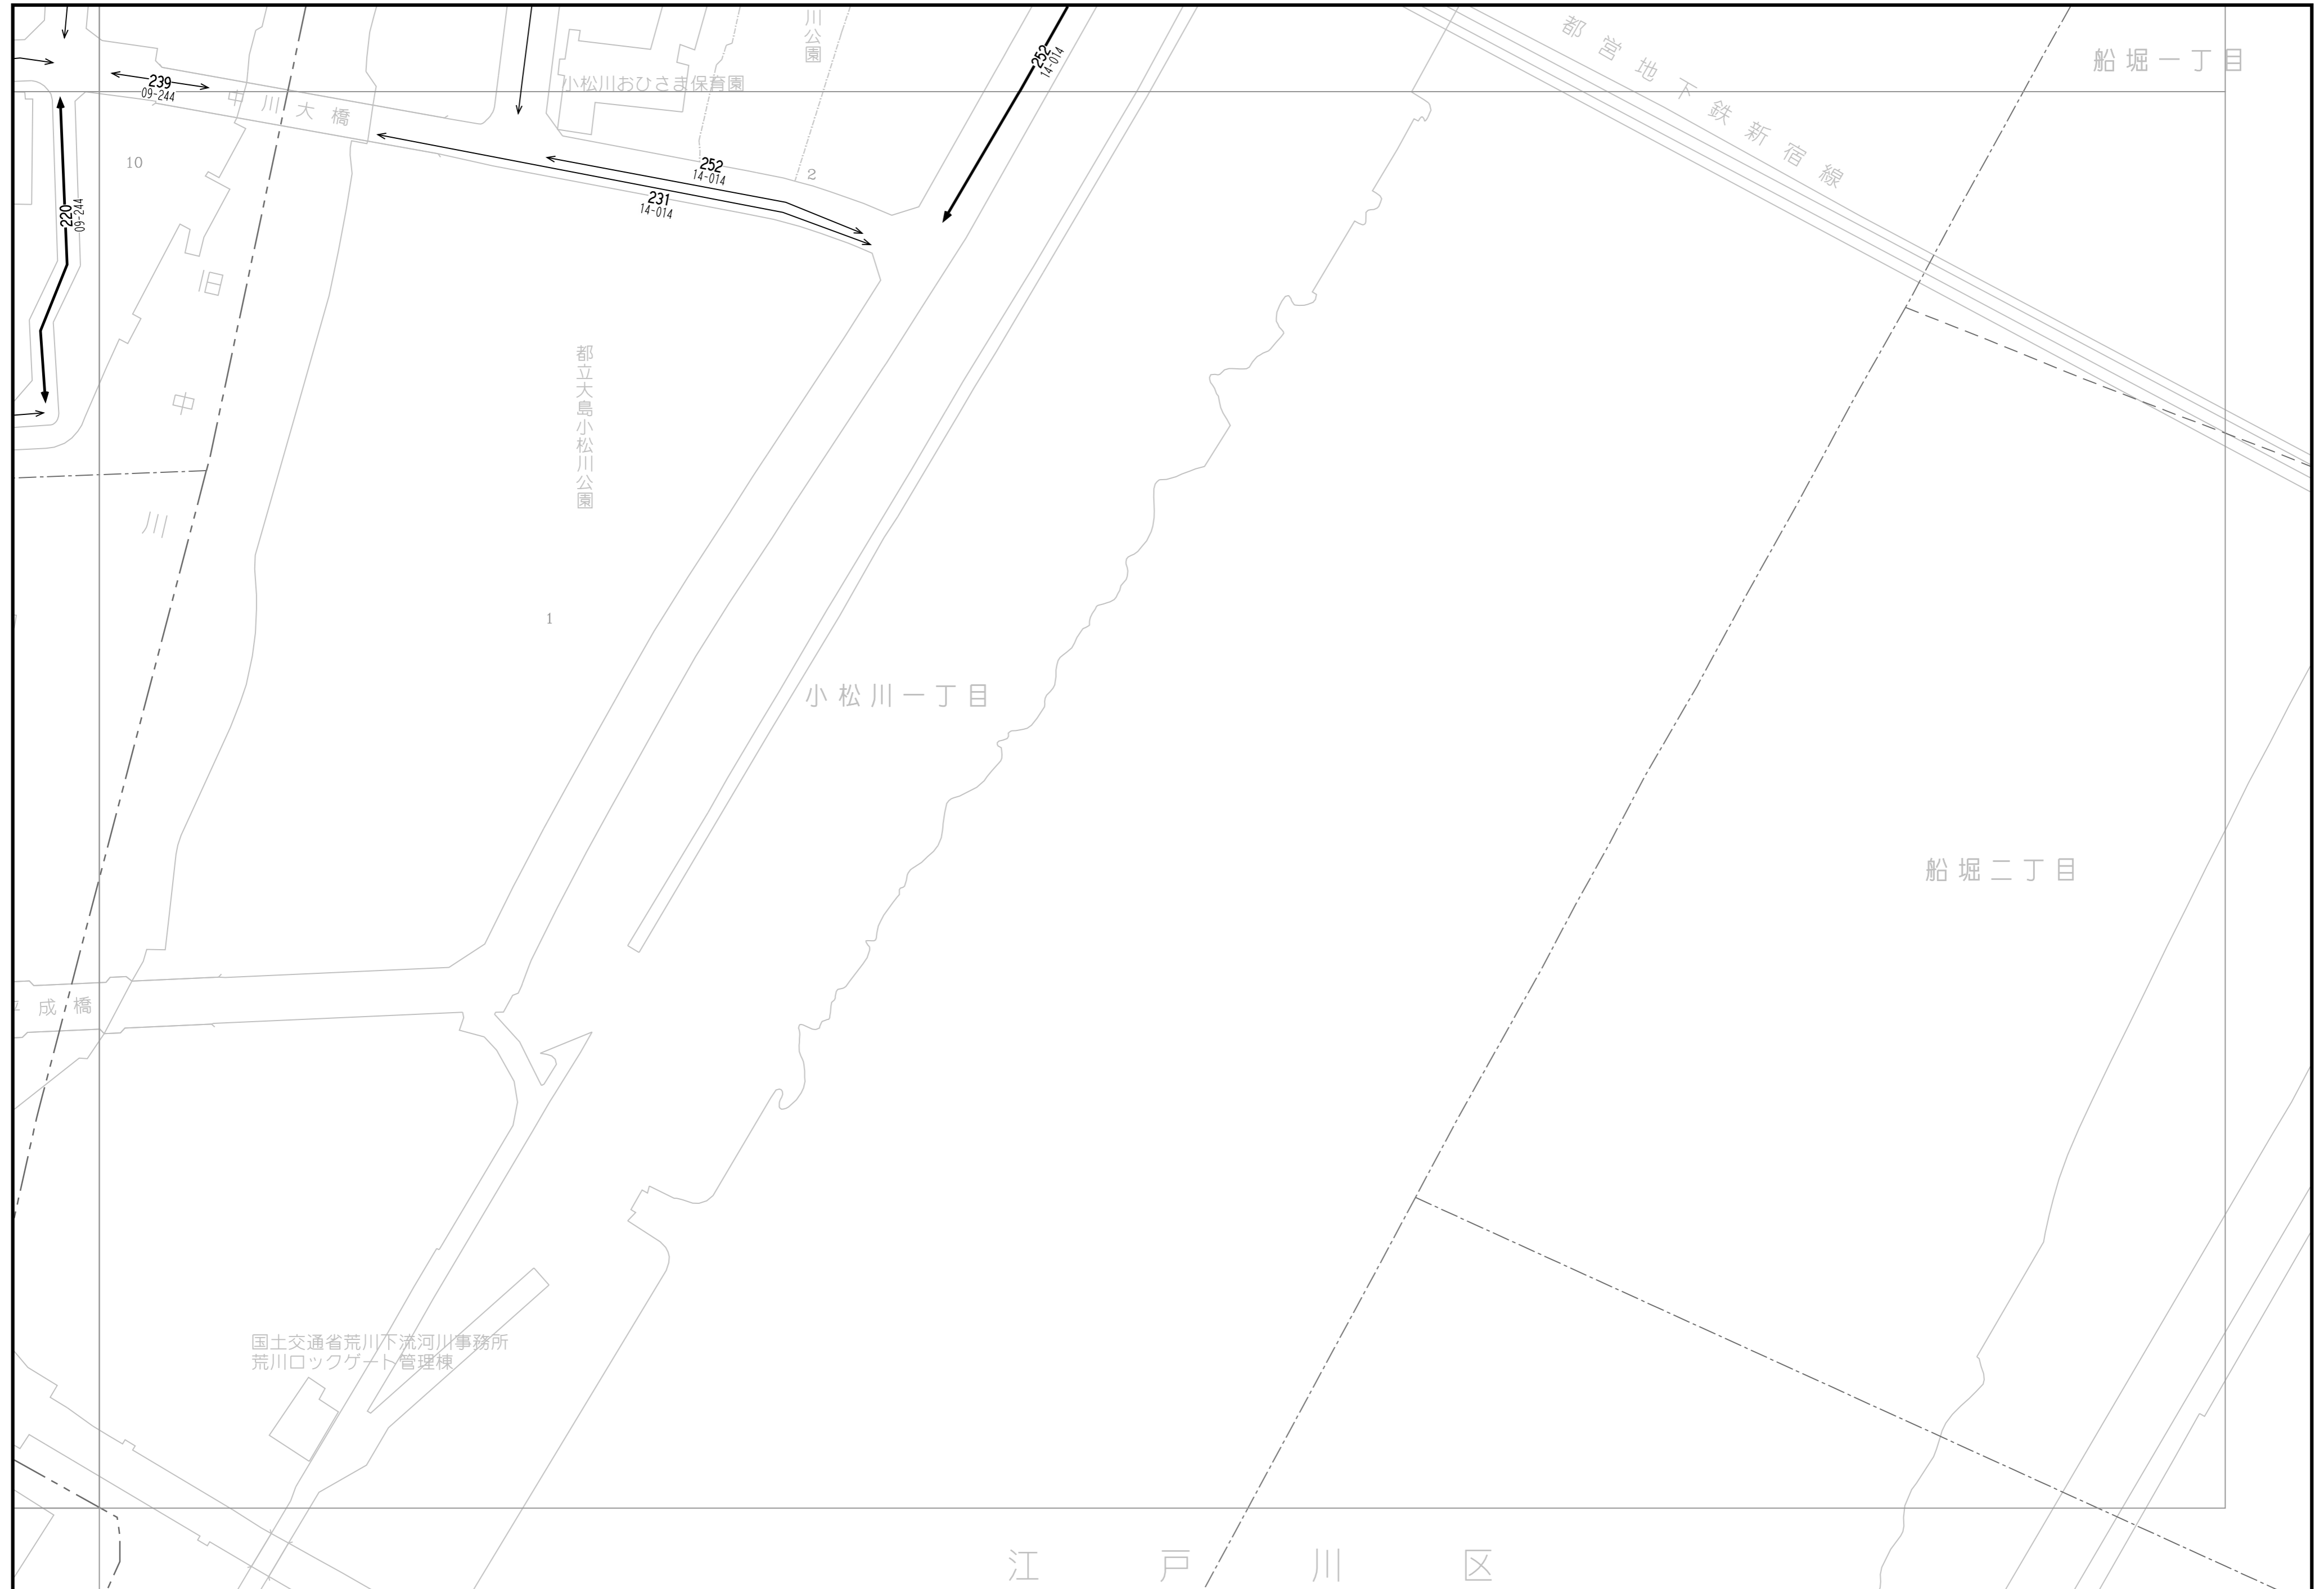 川公園
都営地下鉄新宿線
船堀一丁目
252
14-014
小松川おひさま保育園
239
09-244
中川大橋
10
252
14-014
2
231
14-014
220
09-244
旧中川
都立大島小松川公園
1
小松川一丁目
船堀二丁目
成橋
国土交通省荒川下流河川事務所
荒川ロックゲート管理棟
江戸川区